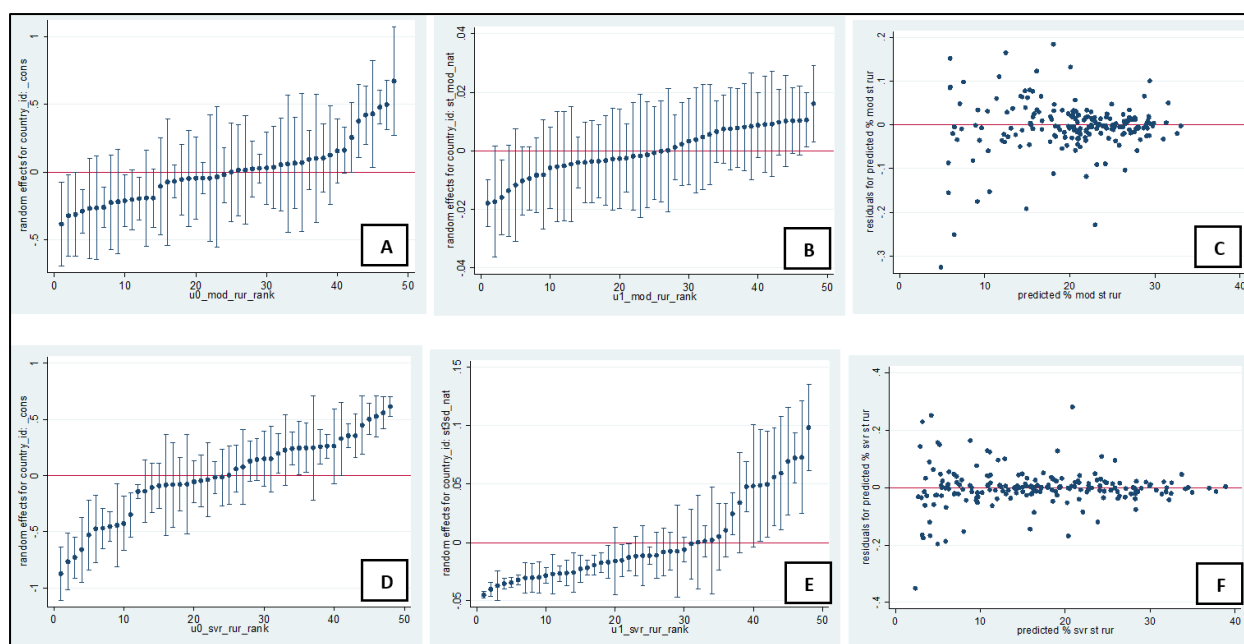 random effects for country_id: _cons
1
.5
0
-.5
0 10 20 30 40 50
u0_mod_rur_rank
A
random effects for country_id: st_mod_nat
.04
.02
0
-.02
-.04
0 10 20 30 40 50
u1_mod_rur_rank
B
residuals for predicted % mod st rur
.2
.1
0
-.1
-.2
-.3
0 10 20 30 40
predicted % mod st rur
C
random effects for country_id: _cons
1
.5
0
-.5
-1
0 10 20 30 40 50
u0_svr_rur_rank
D
random effects for country_id: st3sd_nat
.15
.1
.05
0
-.05
0 10 20 30 40 50
u1_svr_rur_rank
E
residuals for predicted % svr st rur
.4
.2
0
-.2
-.4
0 10 20 30 40
predicted % svr st rur
F